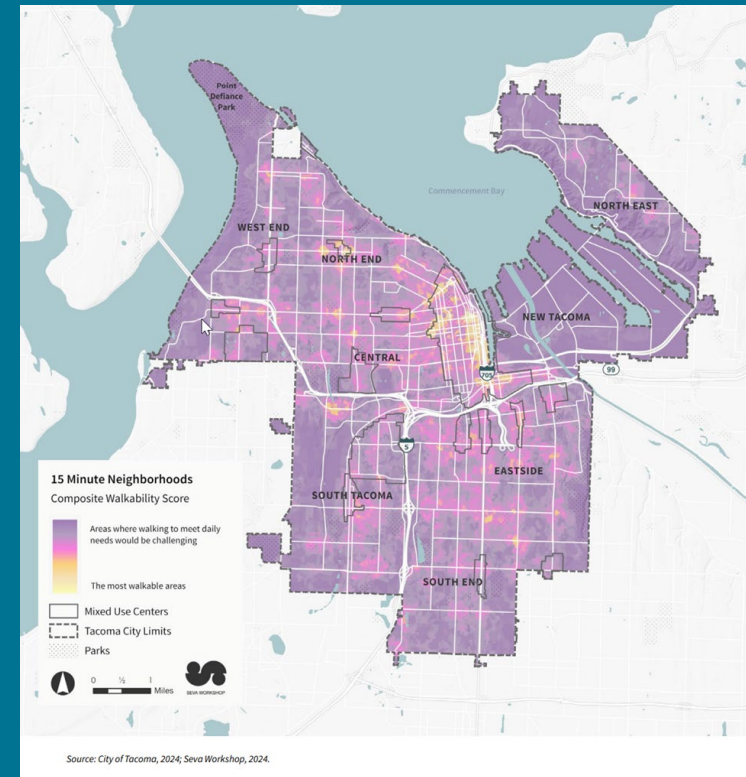 Point
Defiance
Park
Commencement Bay
NORTH EAST
WEST END
NORTH END
NEW TACOMA
CENTRAL
705
99
5
EASTSIDE
SOUTH TACOMA
SOUTH END
15 Minute Neighborhoods
Composite Walkability Score
Areas where walking to meet daily
needs would be challenging
The most walkable areas
Mixed Use Centers
Tacoma City Limits
Parks
0 ½ 1
Miles
SEVA WORKSHOP
Source: City of Tacoma, 2024; Seva Workshop, 2024.